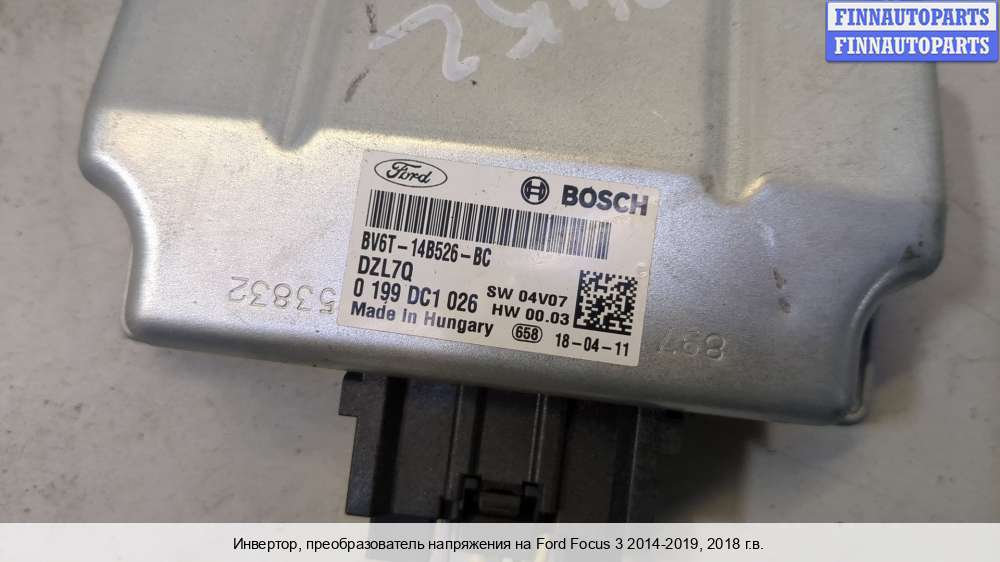 FINNAUTOPARTS
FINNAUTOPARTS
Ford
BOSCH
BV6T-14B526-BC
DZL7Q
0 199 DC1 026
SW 04V07
HW 00.03
Made In Hungary
658
18-04-11
53832
897
Инвертор, преобразователь напряжения на Ford Focus 3 2014-2019, 2018 г.в.